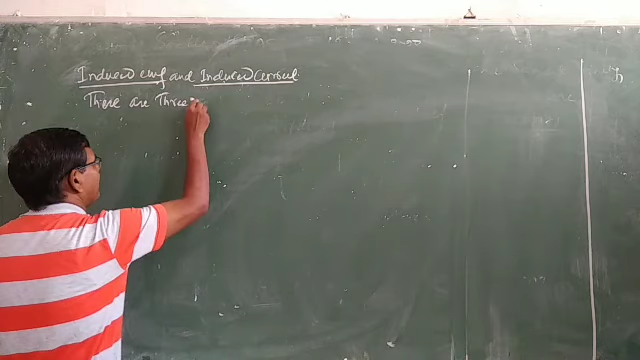 Induced emf and Induced Current
There are Three
h